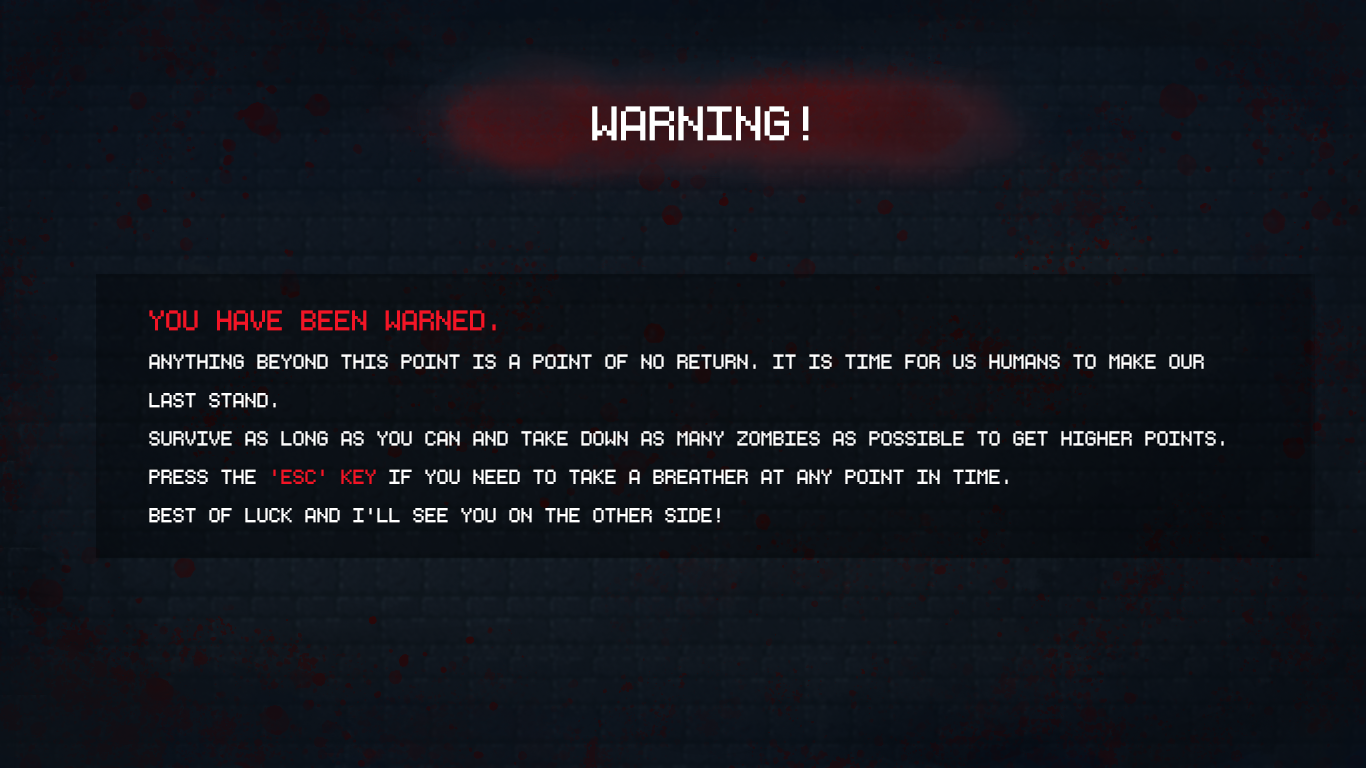 WARNING!
YOU HAVE BEEN WARNED.
ANYTHING BEYOND THIS POINT IS A POINT OF NO RETURN. IT IS TIME FOR US HUMANS TO MAKE OUR
LAST STAND.
SURVIVE AS LONG AS YOU CAN AND TAKE DOWN AS MANY ZOMBIES AS POSSIBLE TO GET HIGHER POINTS.
PRESS THE 'ESC' KEY IF YOU NEED TO TAKE A BREATHER AT ANY POINT IN TIME.
BEST OF LUCK AND I'LL SEE YOU ON THE OTHER SIDE!